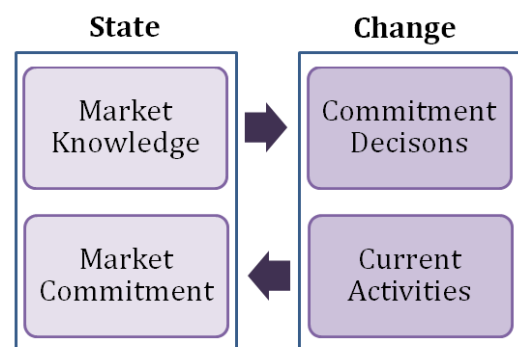 State
Change
Market
Knowledge
Commitment
Decisons
Market
Commitment
Current
Activities